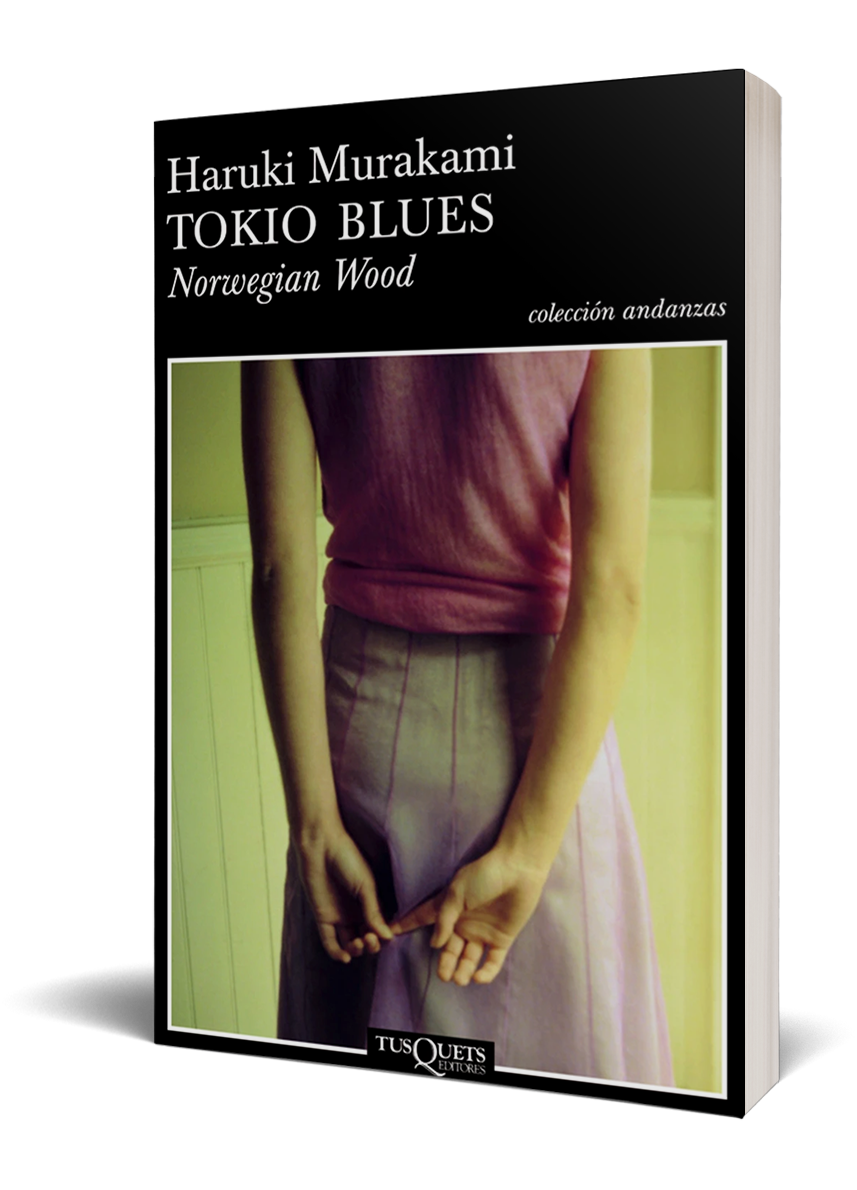 Haruki Murakami
TOKIO BLUES
Norwegian Wood
colección andanzas
TUSQUETS
EDITORES